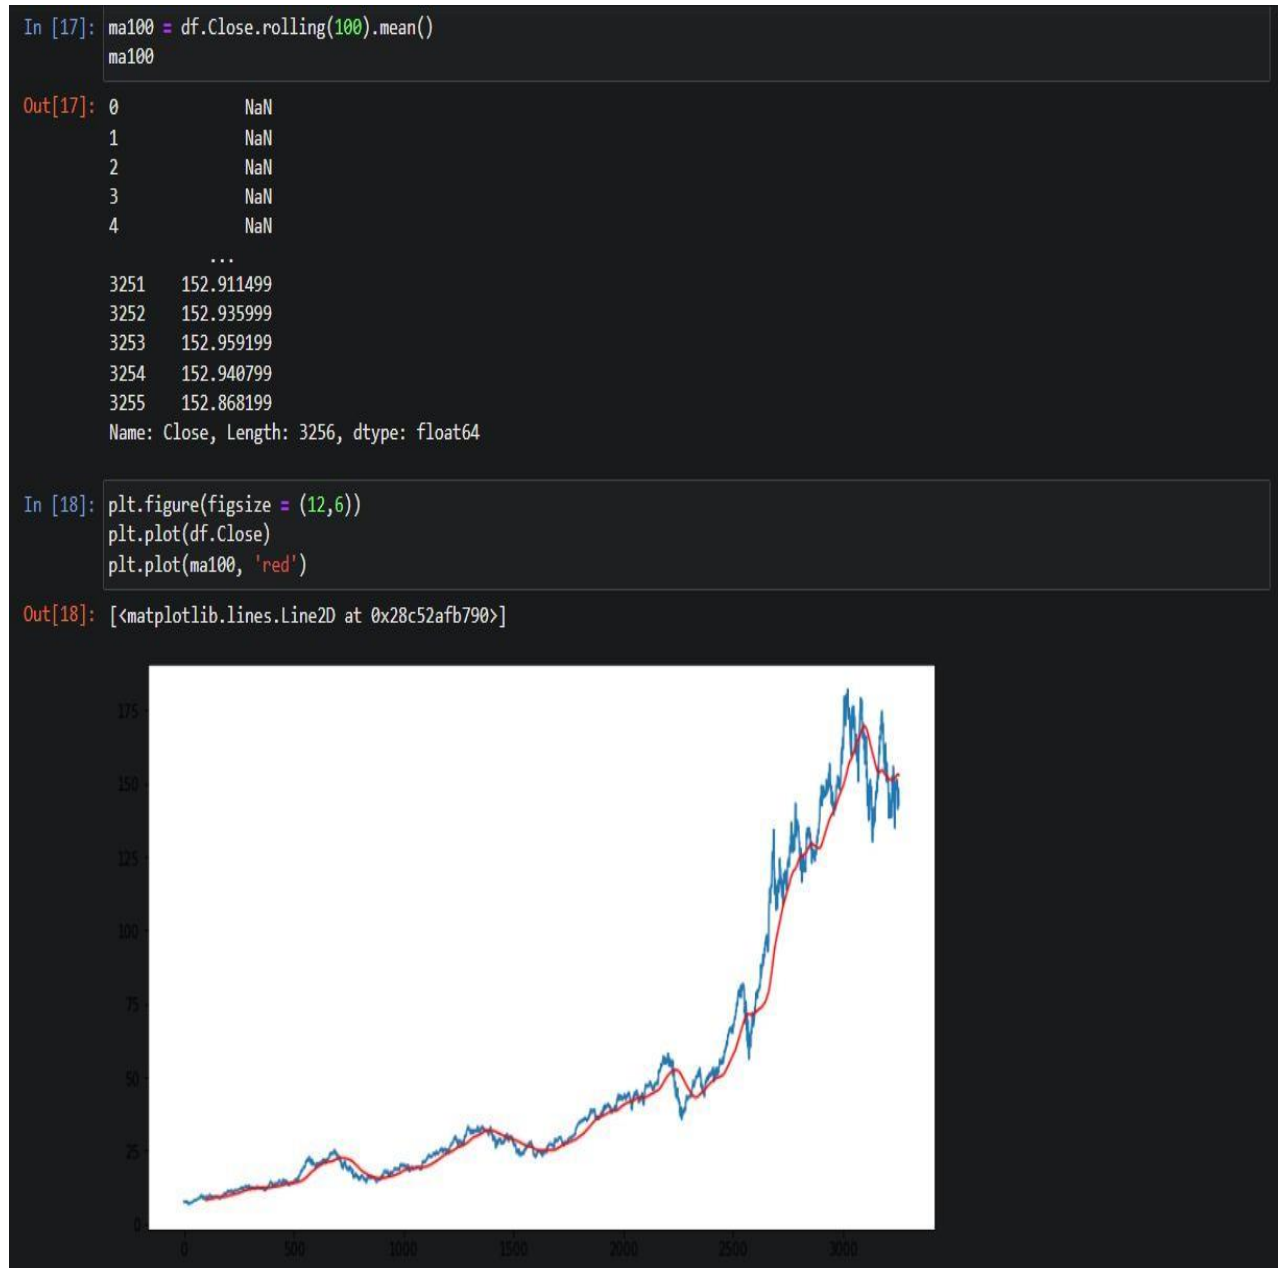 In [17]: ma100 = df.Close.rolling(100).mean()
ma100
Out[17]: 0 NaN
1 NaN
2 NaN
3 NaN
4 NaN
...
3251 152.911499
3252 152.935999
3253 152.959199
3254 152.940799
3255 152.868199
Name: Close, Length: 3256, dtype: float64
In [18]: plt.figure(figsize = (12,6))
plt.plot(df.Close)
plt.plot(ma100, 'red')
Out[18]: [<matplotlib.lines.Line2D at 0x28c52afb790>]
175
150
125
100
75
50
25
0
0 500 1000 1500 2000 2500 3000